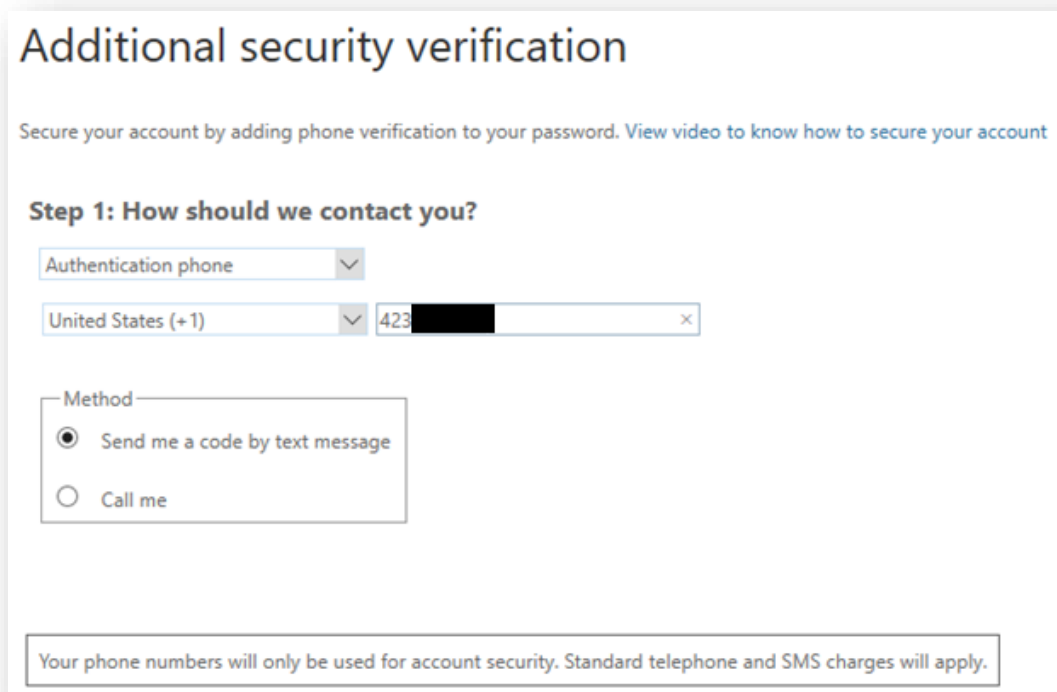 Additional security verification
Secure your account by adding phone verification to your password. View video to know how to secure your account
Step 1: How should we contact you?
Authentication phone
United States (+1) 423
Method
Send me a code by text message
Call me
Your phone numbers will only be used for account security. Standard telephone and SMS charges will apply.